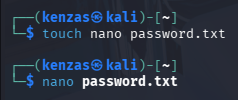 ┌──(kenzas㉿kali)-[~]
└─$ touch nano password.txt
┌──(kenzas㉿kali)-[~]
└─$ nano password.txt